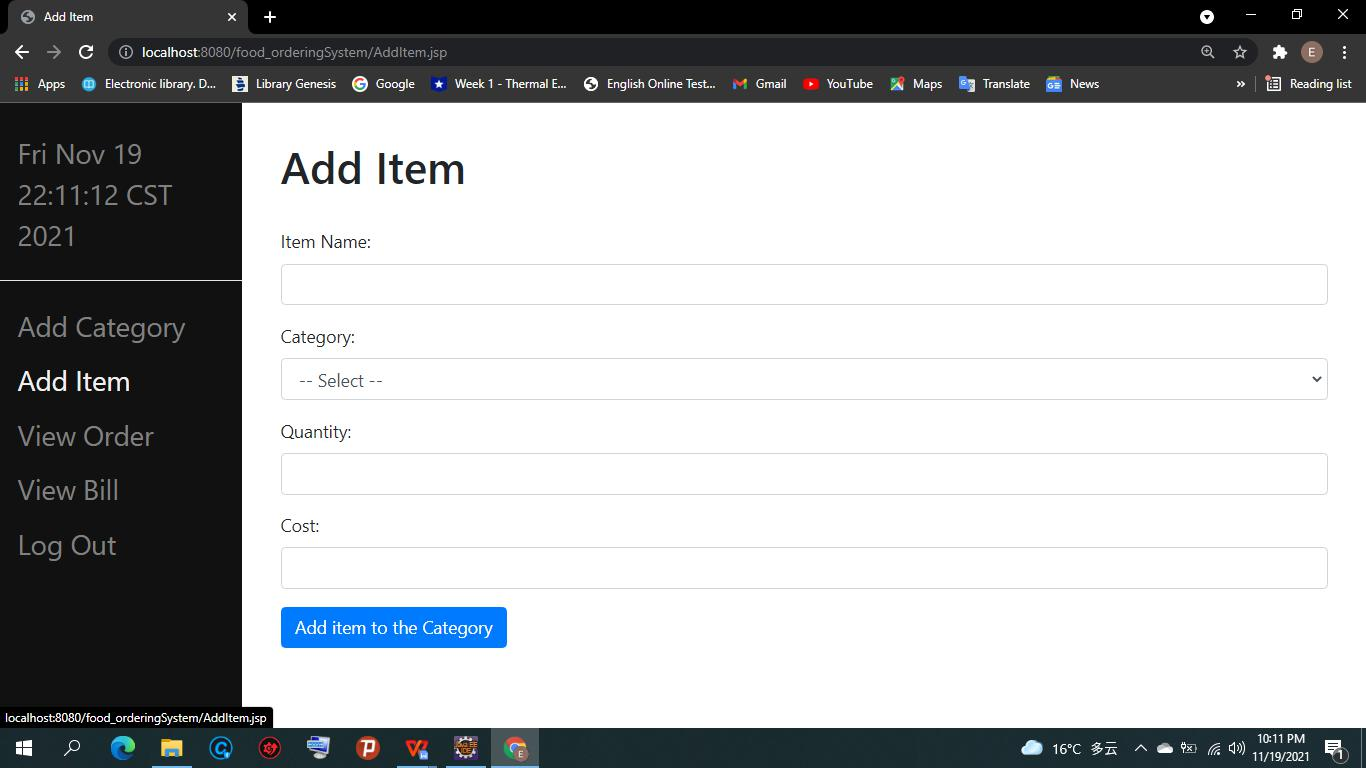 Add Item
localhost:8080/food_orderingSystem/AddItem.jsp
E
Apps
Electronic library. D...
Library Genesis
Google
Week 1 - Thermal E...
English Online Test...
Gmail
YouTube
Maps
Translate
News
»
Reading list
Fri Nov 19
22:11:12 CST
2021
Add Category
Add Item
View Order
View Bill
Log Out
Add Item
Item Name:
Category:
-- Select --
Quantity:
Cost:
Add item to the Category
localhost:8080/food_orderingSystem/AddItem.jsp
16°C 多云
10:11 PM
11/19/2021
1